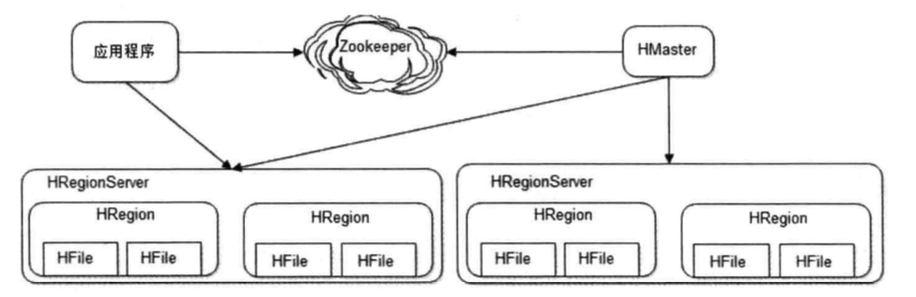 应用程序
Zookeeper
HMaster
HRegionServer
HRegion
HFile
HFile
HRegion
HFile
HFile
HRegionServer
HRegion
HFile
HFile
HRegion
HFile
HFile